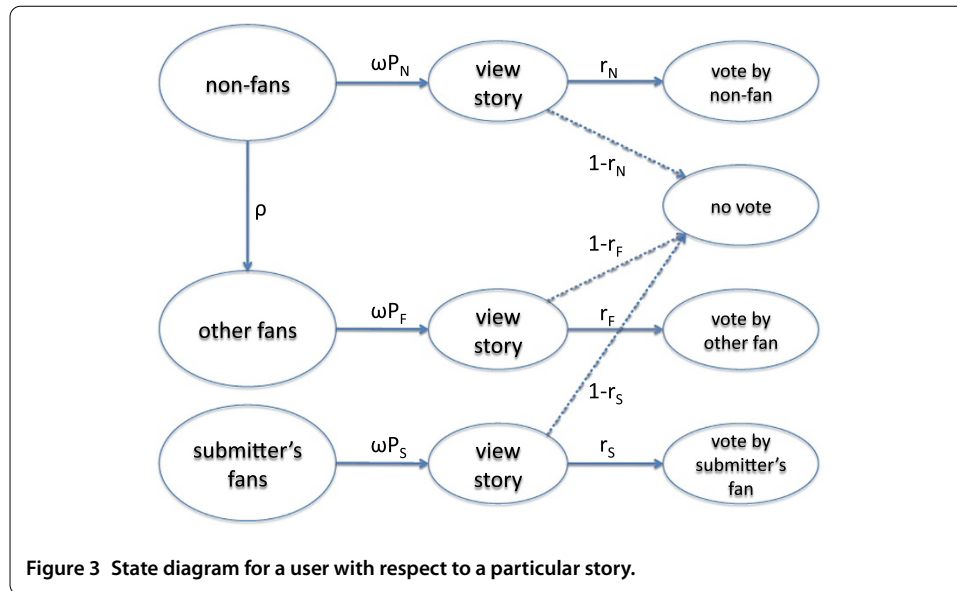 non-fans
ωP_N
view
story
r_N
vote by
non-fan
1-r_N
ρ
no vote
1-r_F
other fans
ωP_F
view
story
r_F
vote by
other fan
1-r_S
submitter's
fans
ωP_S
view
story
r_S
vote by
submitter's
fan
Figure 3 State diagram for a user with respect to a particular story.